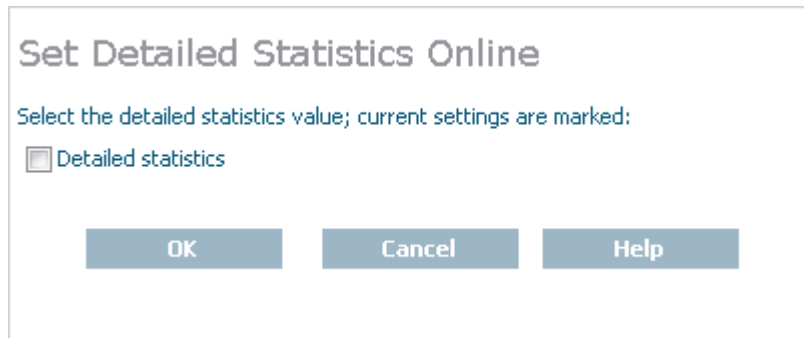 Set Detailed Statistics Online
Select the detailed statistics value; current settings are marked:
Detailed statistics
OK Cancel Help